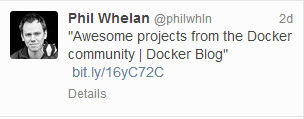 Phil Whelan @philwhln 2d
"Awesome projects from the Docker
community | Docker Blog"
bit.ly/16yC72C
Details